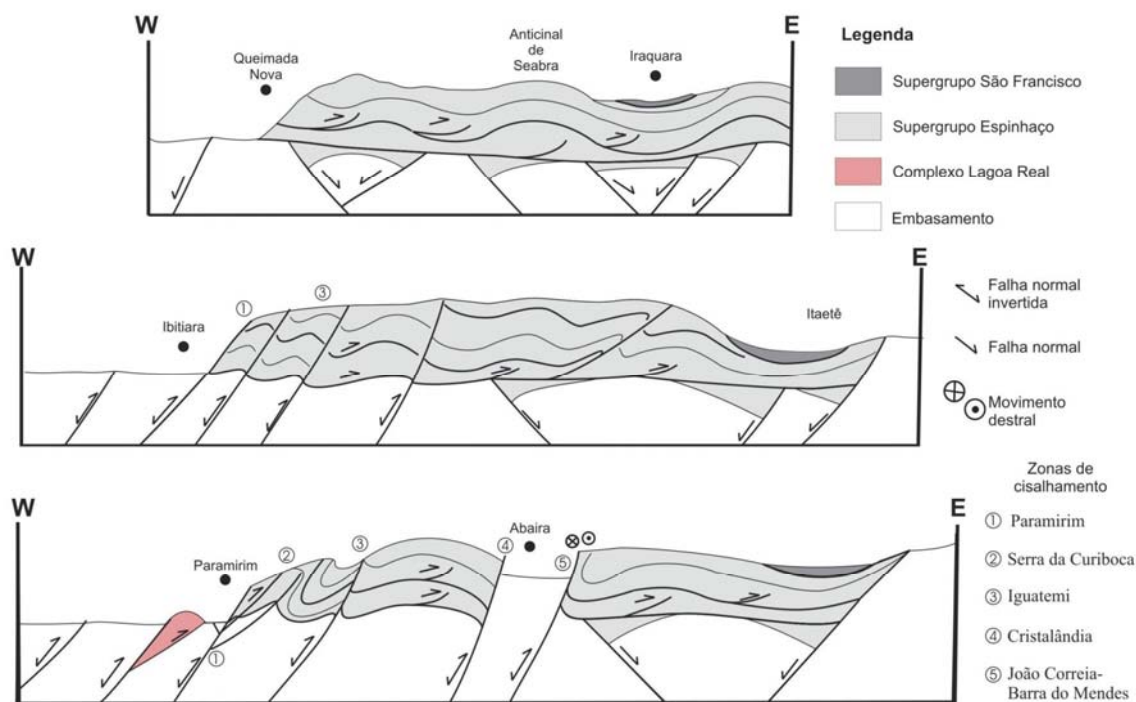 W
E
Queimada
Nova
Anticinal
de
Seabra
Iraquara
Legenda
Supergrupo São Francisco
Supergrupo Espinhaço
Complexo Lagoa Real
Embasamento
W
E
Ibitiara
①
③
Itaetê
Falha normal
invertida
Falha normal
Movimento
destral
W
E
Paramirim
①
②
③
④
Abaira
⑤
Zonas de
cisalhamento
① Paramirim
② Serra da Curiboca
③ Iguatemi
④ Cristalândia
⑤ João Correia-
Barra do Mendes